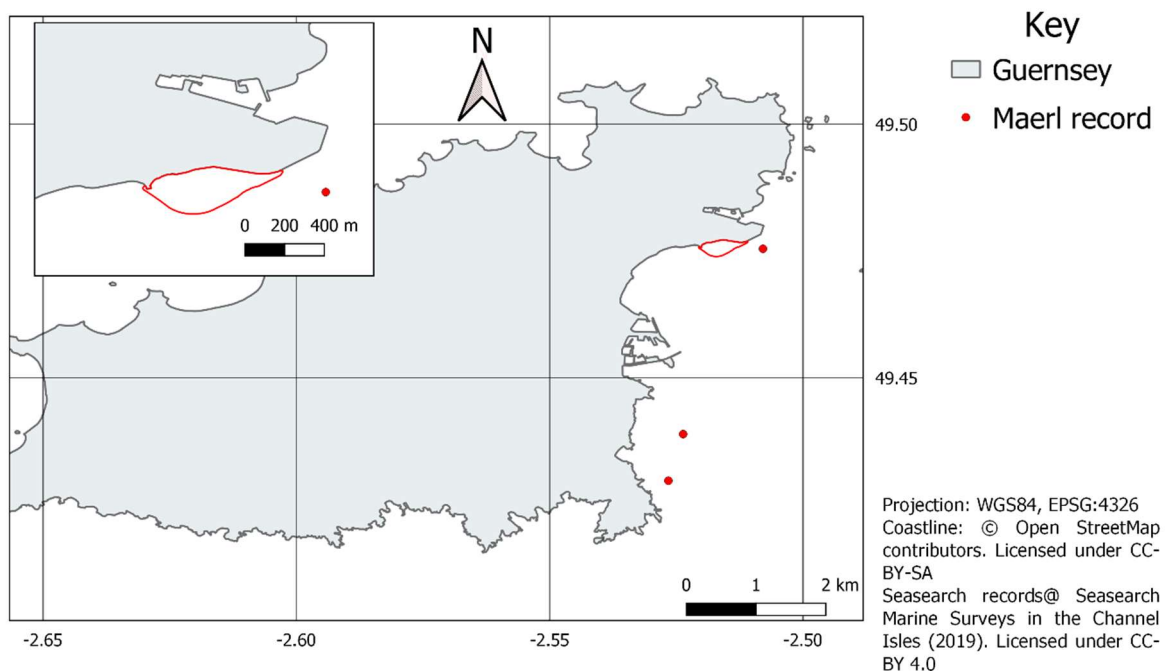 N
0 200 400 m
Key
Guernsey
Maerl record
49.50
49.45
0 1 2 km
-2.65 -2.60 -2.55 -2.50
Projection: WGS84, EPSG:4326
Coastline: © Open StreetMap
contributors. Licensed under CC-
BY-SA
Seasearch records@ Seasearch
Marine Surveys in the Channel
Isles (2019). Licensed under CC-
BY 4.0